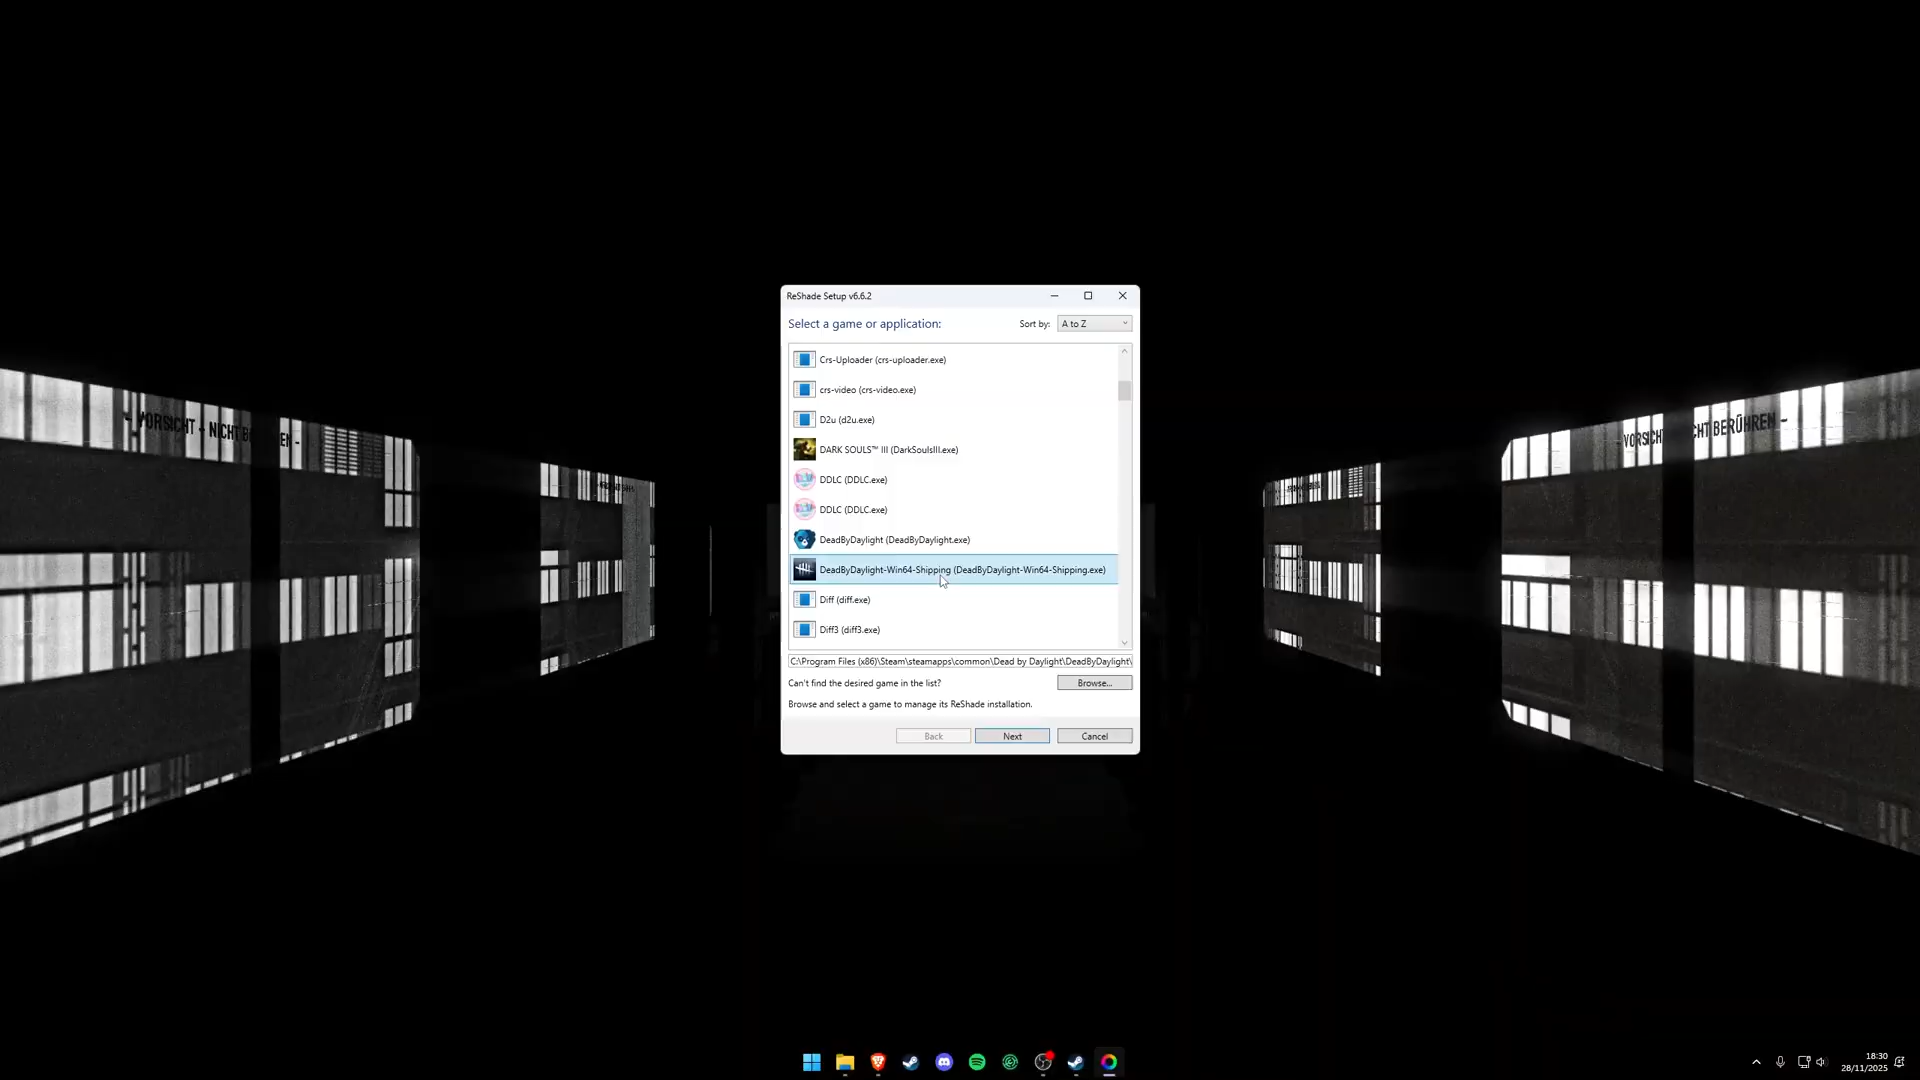 ReShade Setup v6.6.2
Select a game or application:
Sort by:
A to Z
Crs-Uploader (crs-uploader.exe)
crs-video (crs-video.exe)
D2u (d2u.exe)
DARK SOULS™ III (DarkSoulsIII.exe)
DDLC (DDLC.exe)
DDLC (DDLC.exe)
DeadByDaylight (DeadByDaylight.exe)
DeadByDaylight-Win64-Shipping (DeadByDaylight-Win64-Shipping.exe)
Diff (diff.exe)
Diff3 (diff3.exe)
C:\Program Files (x86)\Steam\steamapps\common\Dead by Daylight\DeadByDaylight\
Can't find the desired game in the list?
Browse...
Browse and select a game to manage its ReShade installation.
Back
Next
Cancel
- VORSICHT - NICHT
VORSICHT
BERÜHREN -
18:30
28/11/2025